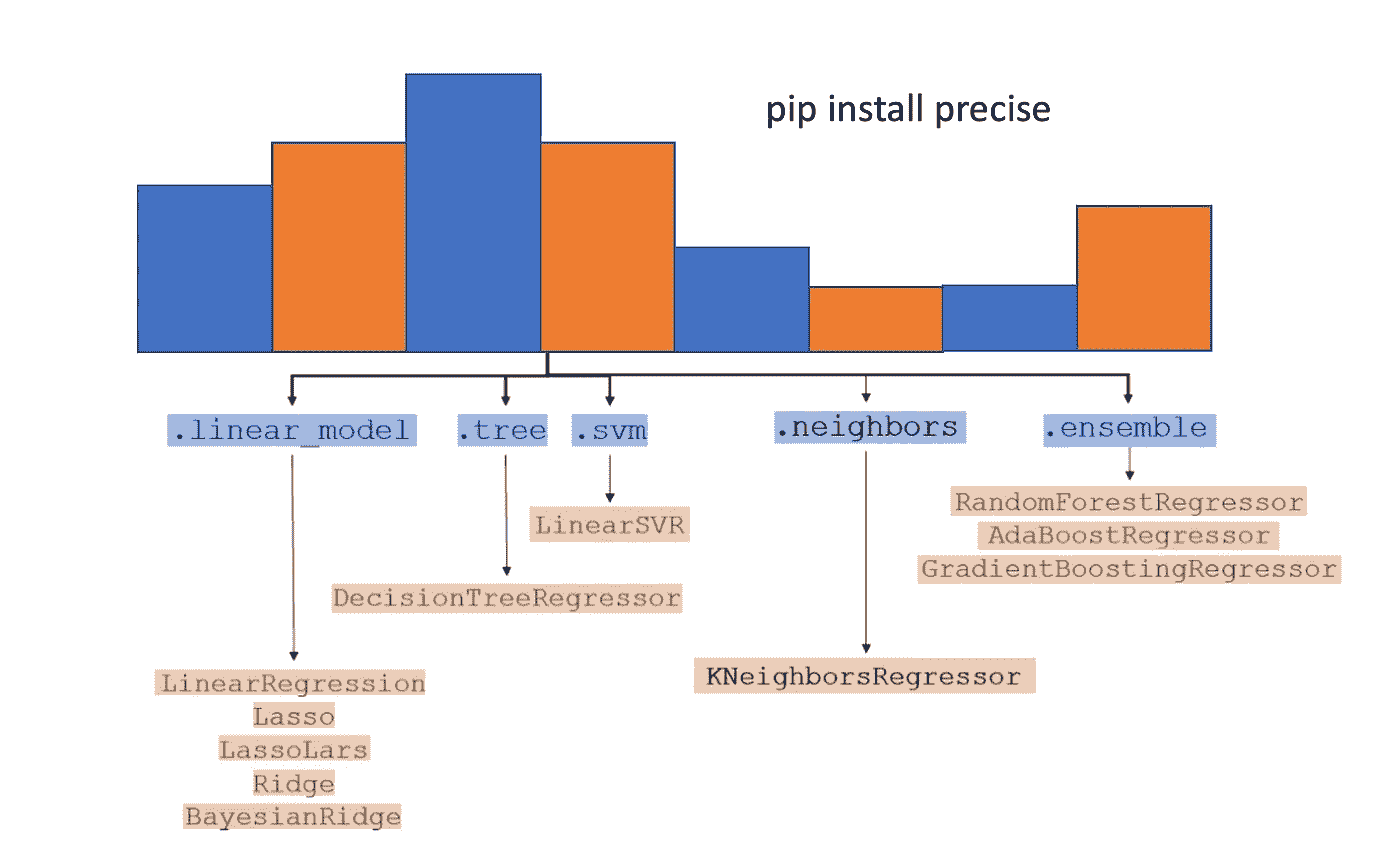 pip install precise
.linear_model
.tree
.svm
.neighbors
.ensemble
RandomForestRegressor
AdaBoostRegressor
GradientBoostingRegressor
LinearSVR
DecisionTreeRegressor
KNeighborsRegressor
LinearRegression
Lasso
LassoLars
Ridge
BayesianRidge